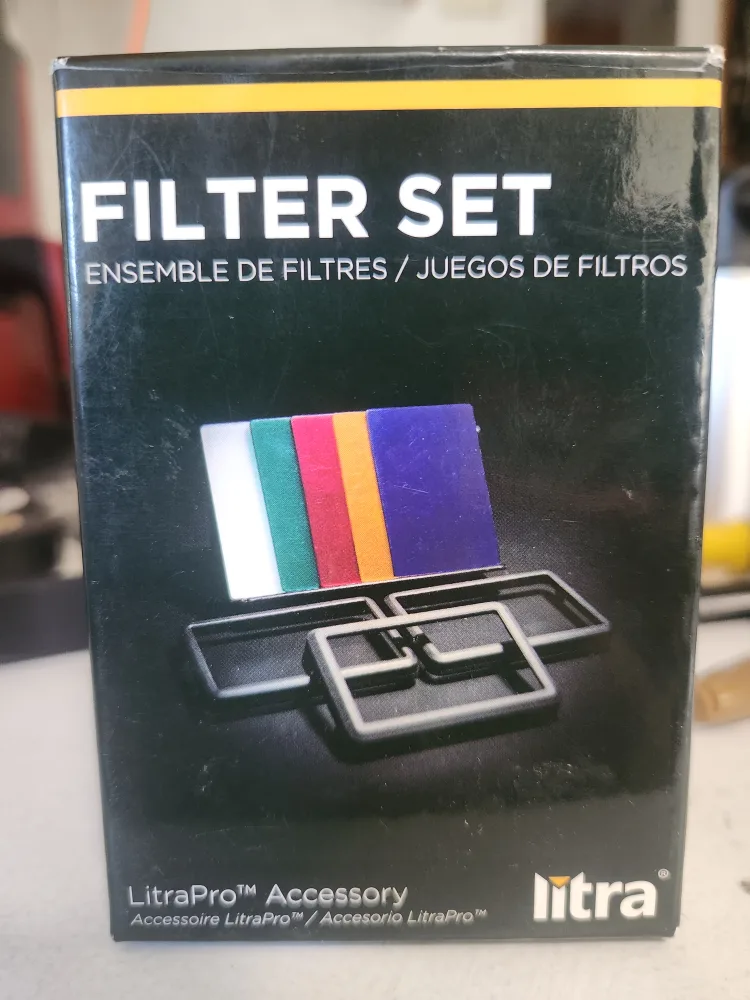 FILTER SET
ENSEMBLE DE FILTRES / JUEGOS DE FILTROS
LitraPro™ Accessory
Accessoire LitraPro™ / Accesorio LitraPro™
litra®